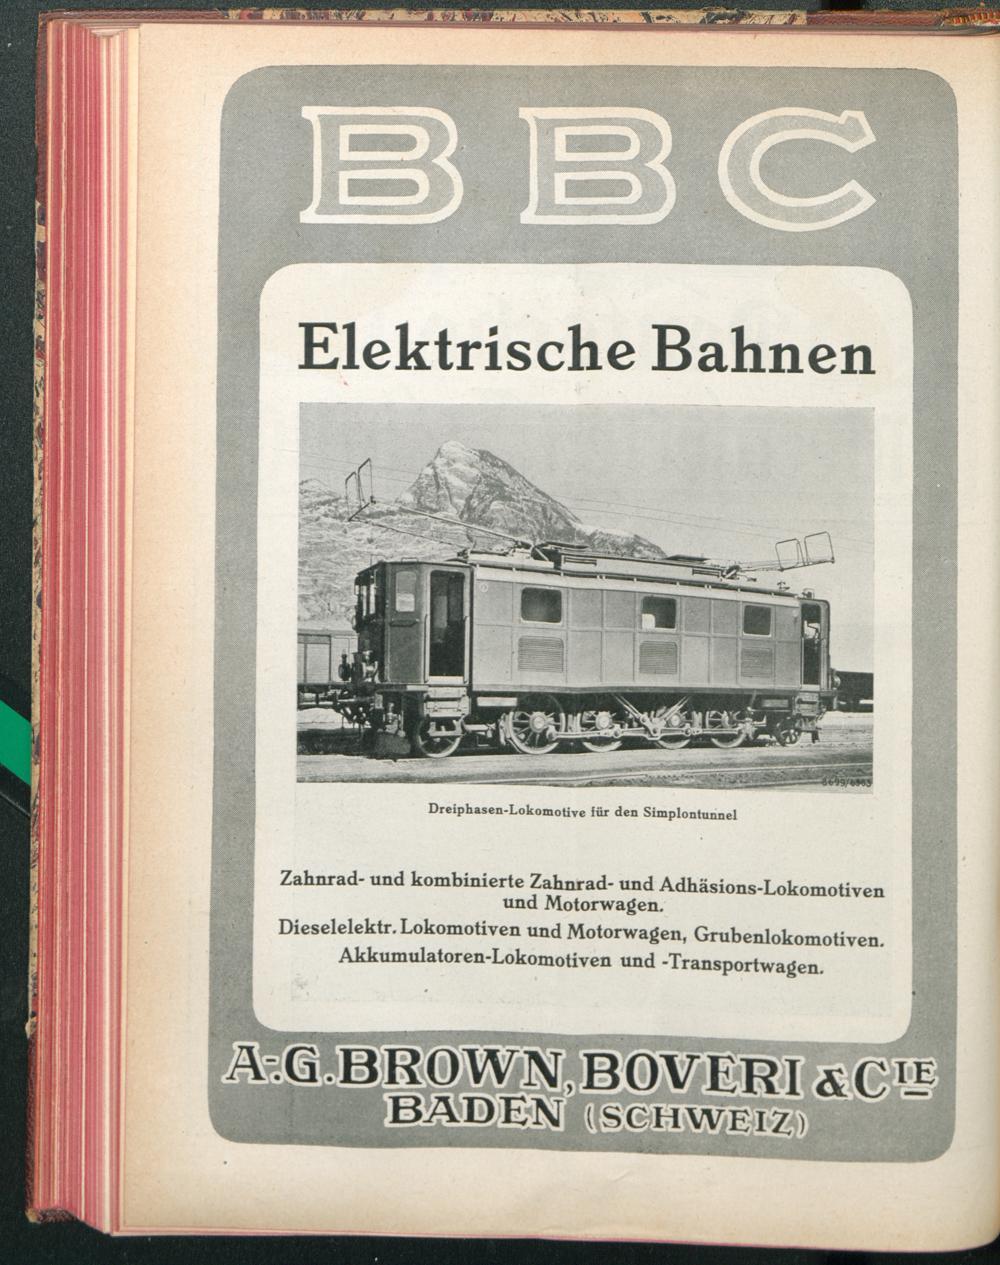 BBC
Elektrische Bahnen
Dreiphasen-Lokomotive für den Simplontunnel
Zahnrad- und kombinierte Zahnrad- und Adhäsions-Lokomotiven
und Motorwagen.
Dieselelektr. Lokomotiven und Motorwagen, Grubenlokomotiven.
Akkumulatoren-Lokomotiven und -Transportwagen.
A.-G. BROWN, BOVERI & CIE
BADEN (SCHWEIZ)